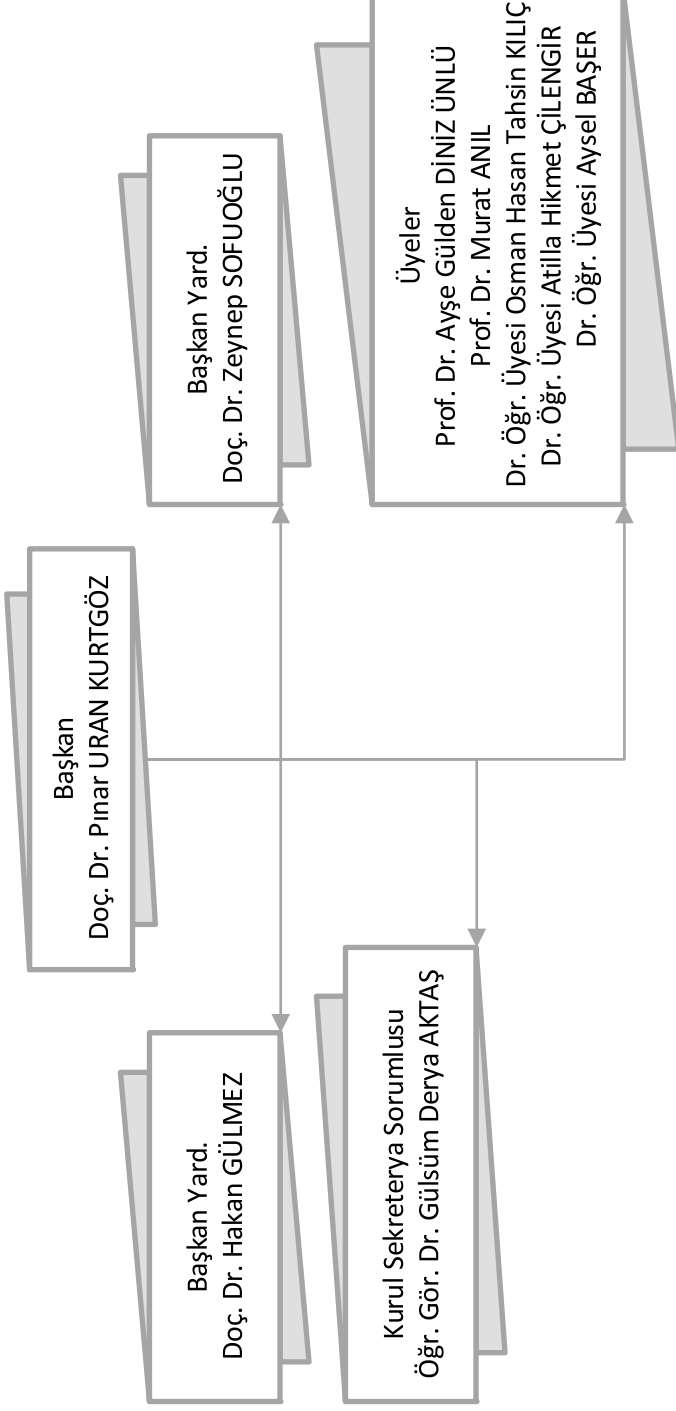 Başkan
Doç. Dr. Pınar URAN KURTGÖZ
Başkan Yard.
Doç. Dr. Hakan GÜLMEZ
Başkan Yard.
Doç. Dr. Zeynep SOFUOĞLU
Kurul Sekreterya Sorumlusu
Öğr. Gör. Dr. Gülsüm Derya AKTAŞ
Üyeler
Prof. Dr. Ayşe Gülden DİNİZ ÜNLÜ
Prof. Dr. Murat ANIL
Dr. Öğr. Üyesi Osman Hasan Tahsin KILIÇ
Dr. Öğr. Üyesi Atilla Hikmet ÇİLENGİR
Dr. Öğr. Üyesi Aysel BAŞER